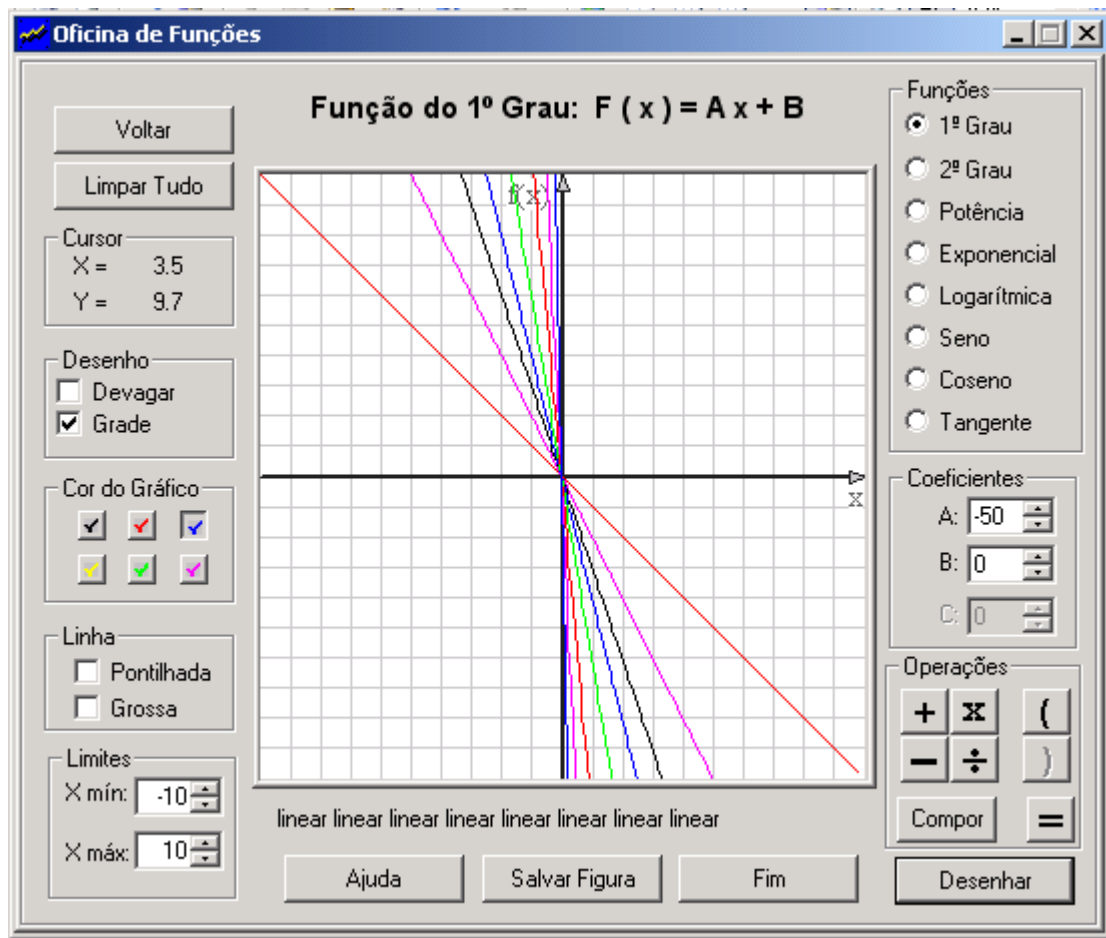 Oficina de Funções
Voltar
Limpar Tudo
Cursor
X = 3.5
Y = 9.7
Desenho
Devagar
Grade
Cor do Gráfico
Linha
Pontilhada
Grossa
Limites
X mín: -10
X máx: 10
Função do 1º Grau: F ( x ) = A x + B
f(x)
x
linear linear linear linear linear linear linear linear
Ajuda
Salvar Figura
Fim
Funções
1º Grau
2º Grau
Potência
Exponencial
Logarítmica
Seno
Coseno
Tangente
Coeficientes
A: -50
B: 0
C: 0
Operações
+ x (
− ÷ )
Compor =
Desenhar